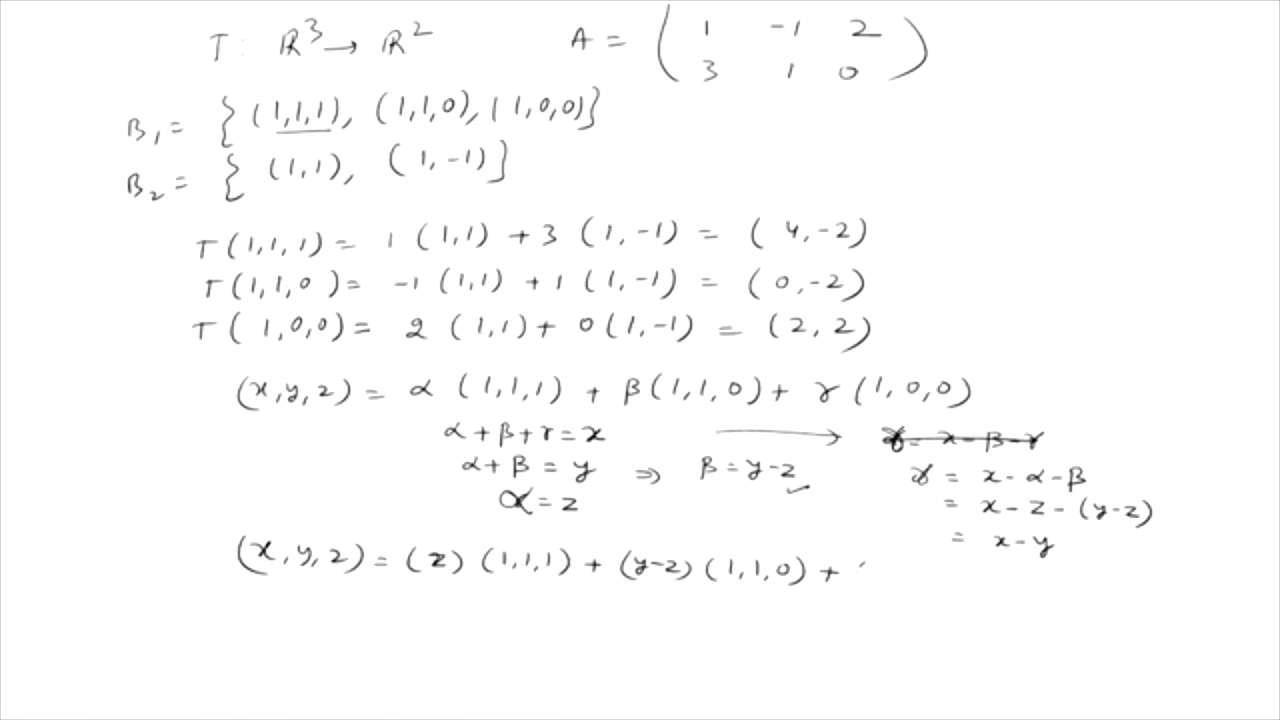 T: ℝ³ → ℝ² A = ( 1 -1 2
3 1 0 )
B₁ = { (1,1,1), (1,1,0), (1,0,0) }
B₂ = { (1,1), (1,-1) }
T(1,1,1) = 1 (1,1) + 3 (1,-1) = (4,-2)
T(1,1,0) = -1 (1,1) + 1 (1,-1) = (0,-2)
T(1,0,0) = 2 (1,1) + 0(1,-1) = (2,2)
(x,y,z) = α (1,1,1) + β(1,1,0) + γ (1,0,0)
α + β + γ = x → γ = x - β - γ
α + β = y ⇒ β = y - z ✓ γ = x - α - β
α = z = x - z - (y-z)
= x - y
(x,y,z) = (z) (1,1,1) + (y-z) (1,1,0) +